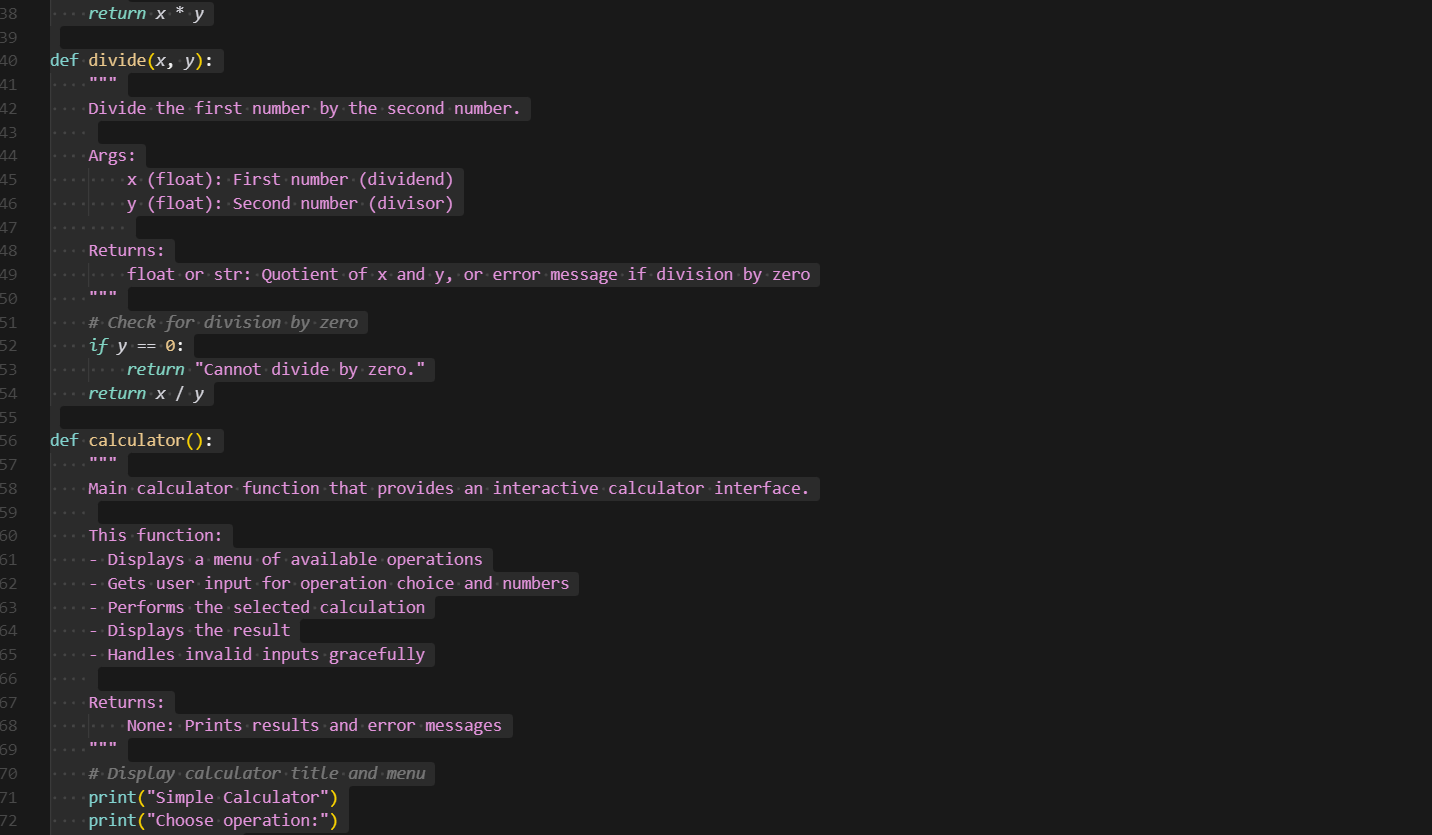 38     return x * y
39
40 def divide(x, y):
41     """
42     Divide the first number by the second number.
43
44     Args:
45         x (float): First number (dividend)
46         y (float): Second number (divisor)
47
48     Returns:
49         float or str: Quotient of x and y, or error message if division by zero
50     """
51     # Check for division by zero
52     if y == 0:
53         return "Cannot divide by zero."
54     return x / y
55
56 def calculator():
57     """
58     Main calculator function that provides an interactive calculator interface.
59
60     This function:
61     - Displays a menu of available operations
62     - Gets user input for operation choice and numbers
63     - Performs the selected calculation
64     - Displays the result
65     - Handles invalid inputs gracefully
66
67     Returns:
68         None: Prints results and error messages
69     """
70     # Display calculator title and menu
71     print("Simple Calculator")
72     print("Choose operation:")